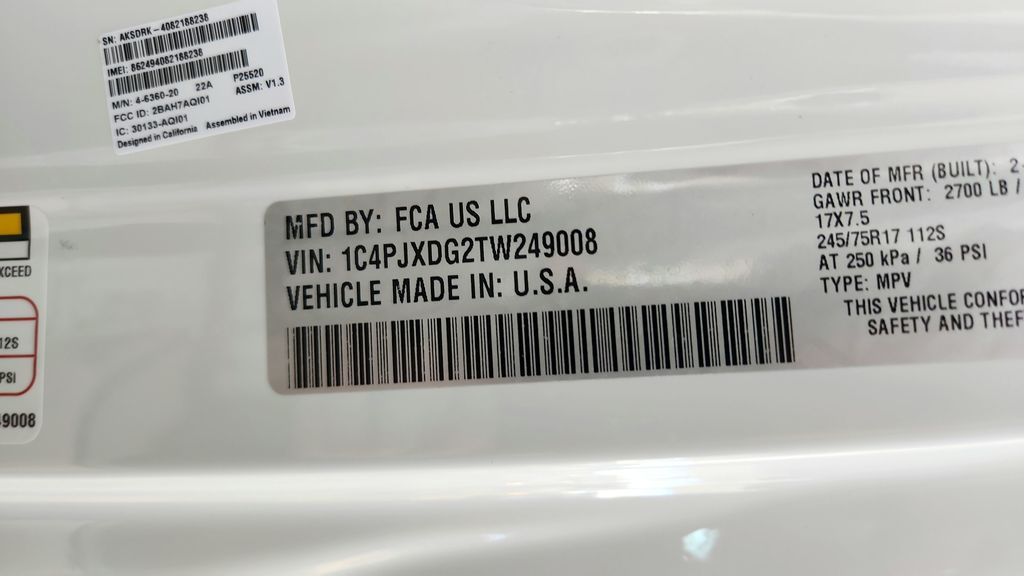 SN: AKSDRK-4082188238
IMEI: 862494082188238
M/N: 4-6360-20 22A P25520
FCC ID: 2BAH7AQI01 ASSM: V1.3
IC: 30133-AQI01
Designed in California Assembled in Vietnam
XCEED
12S
PSI
49008
MFD BY: FCA US LLC
VIN: 1C4PJXDG2TW249008
VEHICLE MADE IN: U.S.A.
DATE OF MFR (BUILT): 2-
GAWR FRONT: 2700 LB /
17X7.5
245/75R17 112S
AT 250 kPa / 36 PSI
TYPE: MPV
THIS VEHICLE CONFOR
SAFETY AND THEF